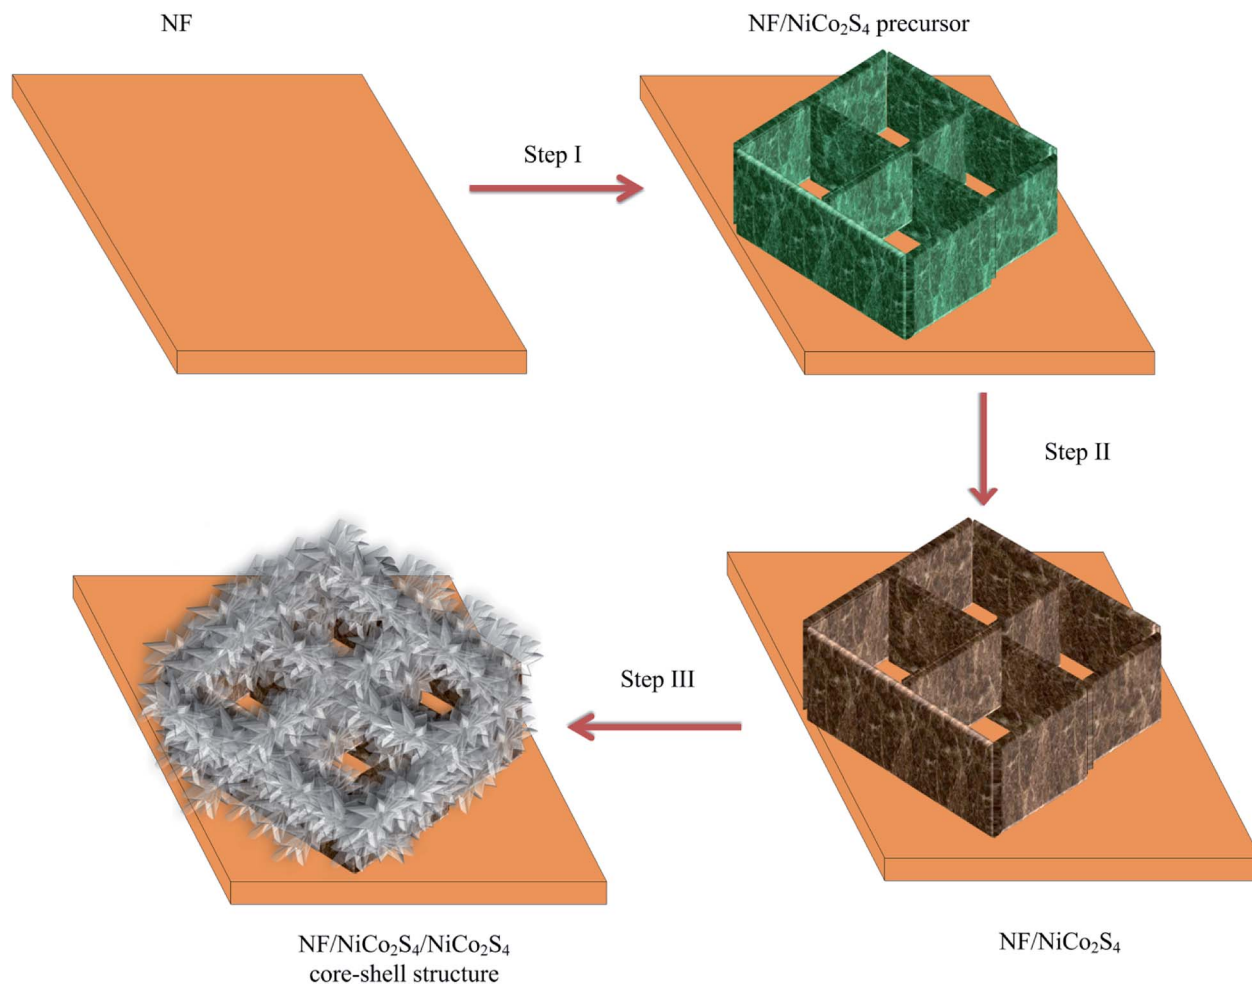 NF
NF/NiCo₂S₄ precursor
Step I
Step II
Step III
NF/NiCo₂S₄
NF/NiCo₂S₄/NiCo₂S₄
core-shell structure